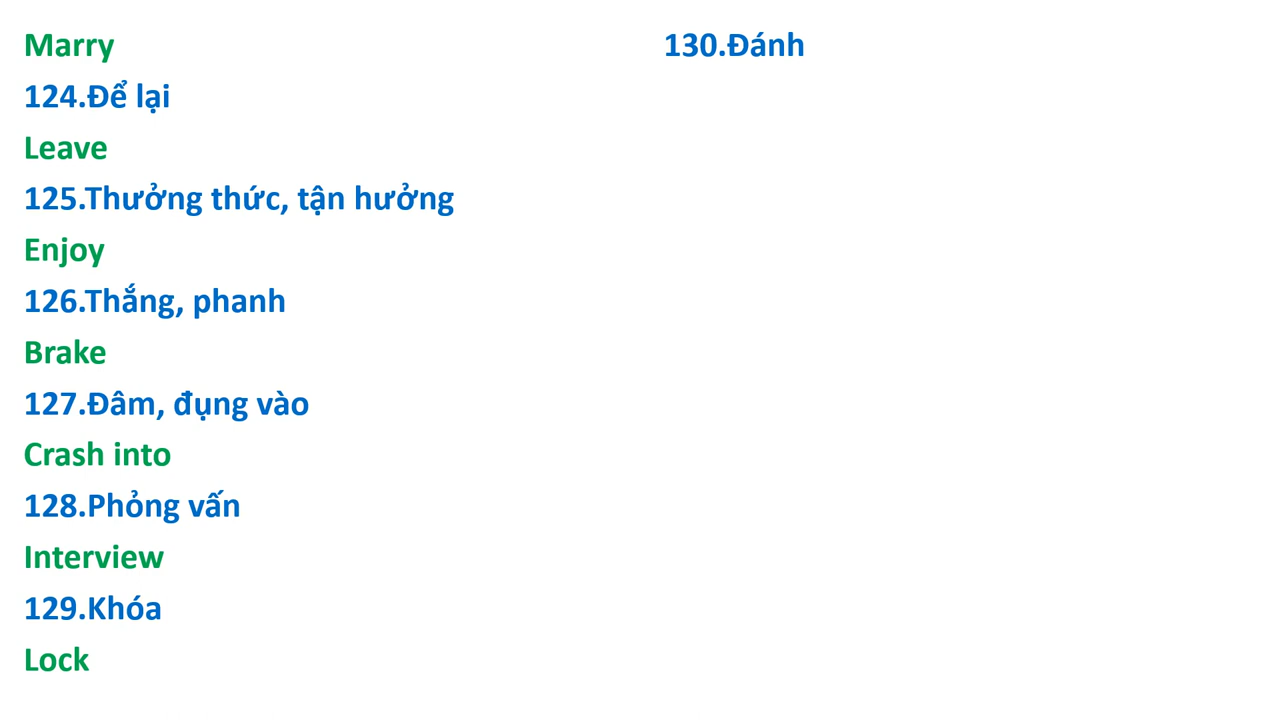 Marry
124.Để lại
Leave
125.Thưởng thức, tận hưởng
Enjoy
126.Thắng, phanh
Brake
127.Đâm, đụng vào
Crash into
128.Phỏng vấn
Interview
129.Khóa
Lock
130.Đánh